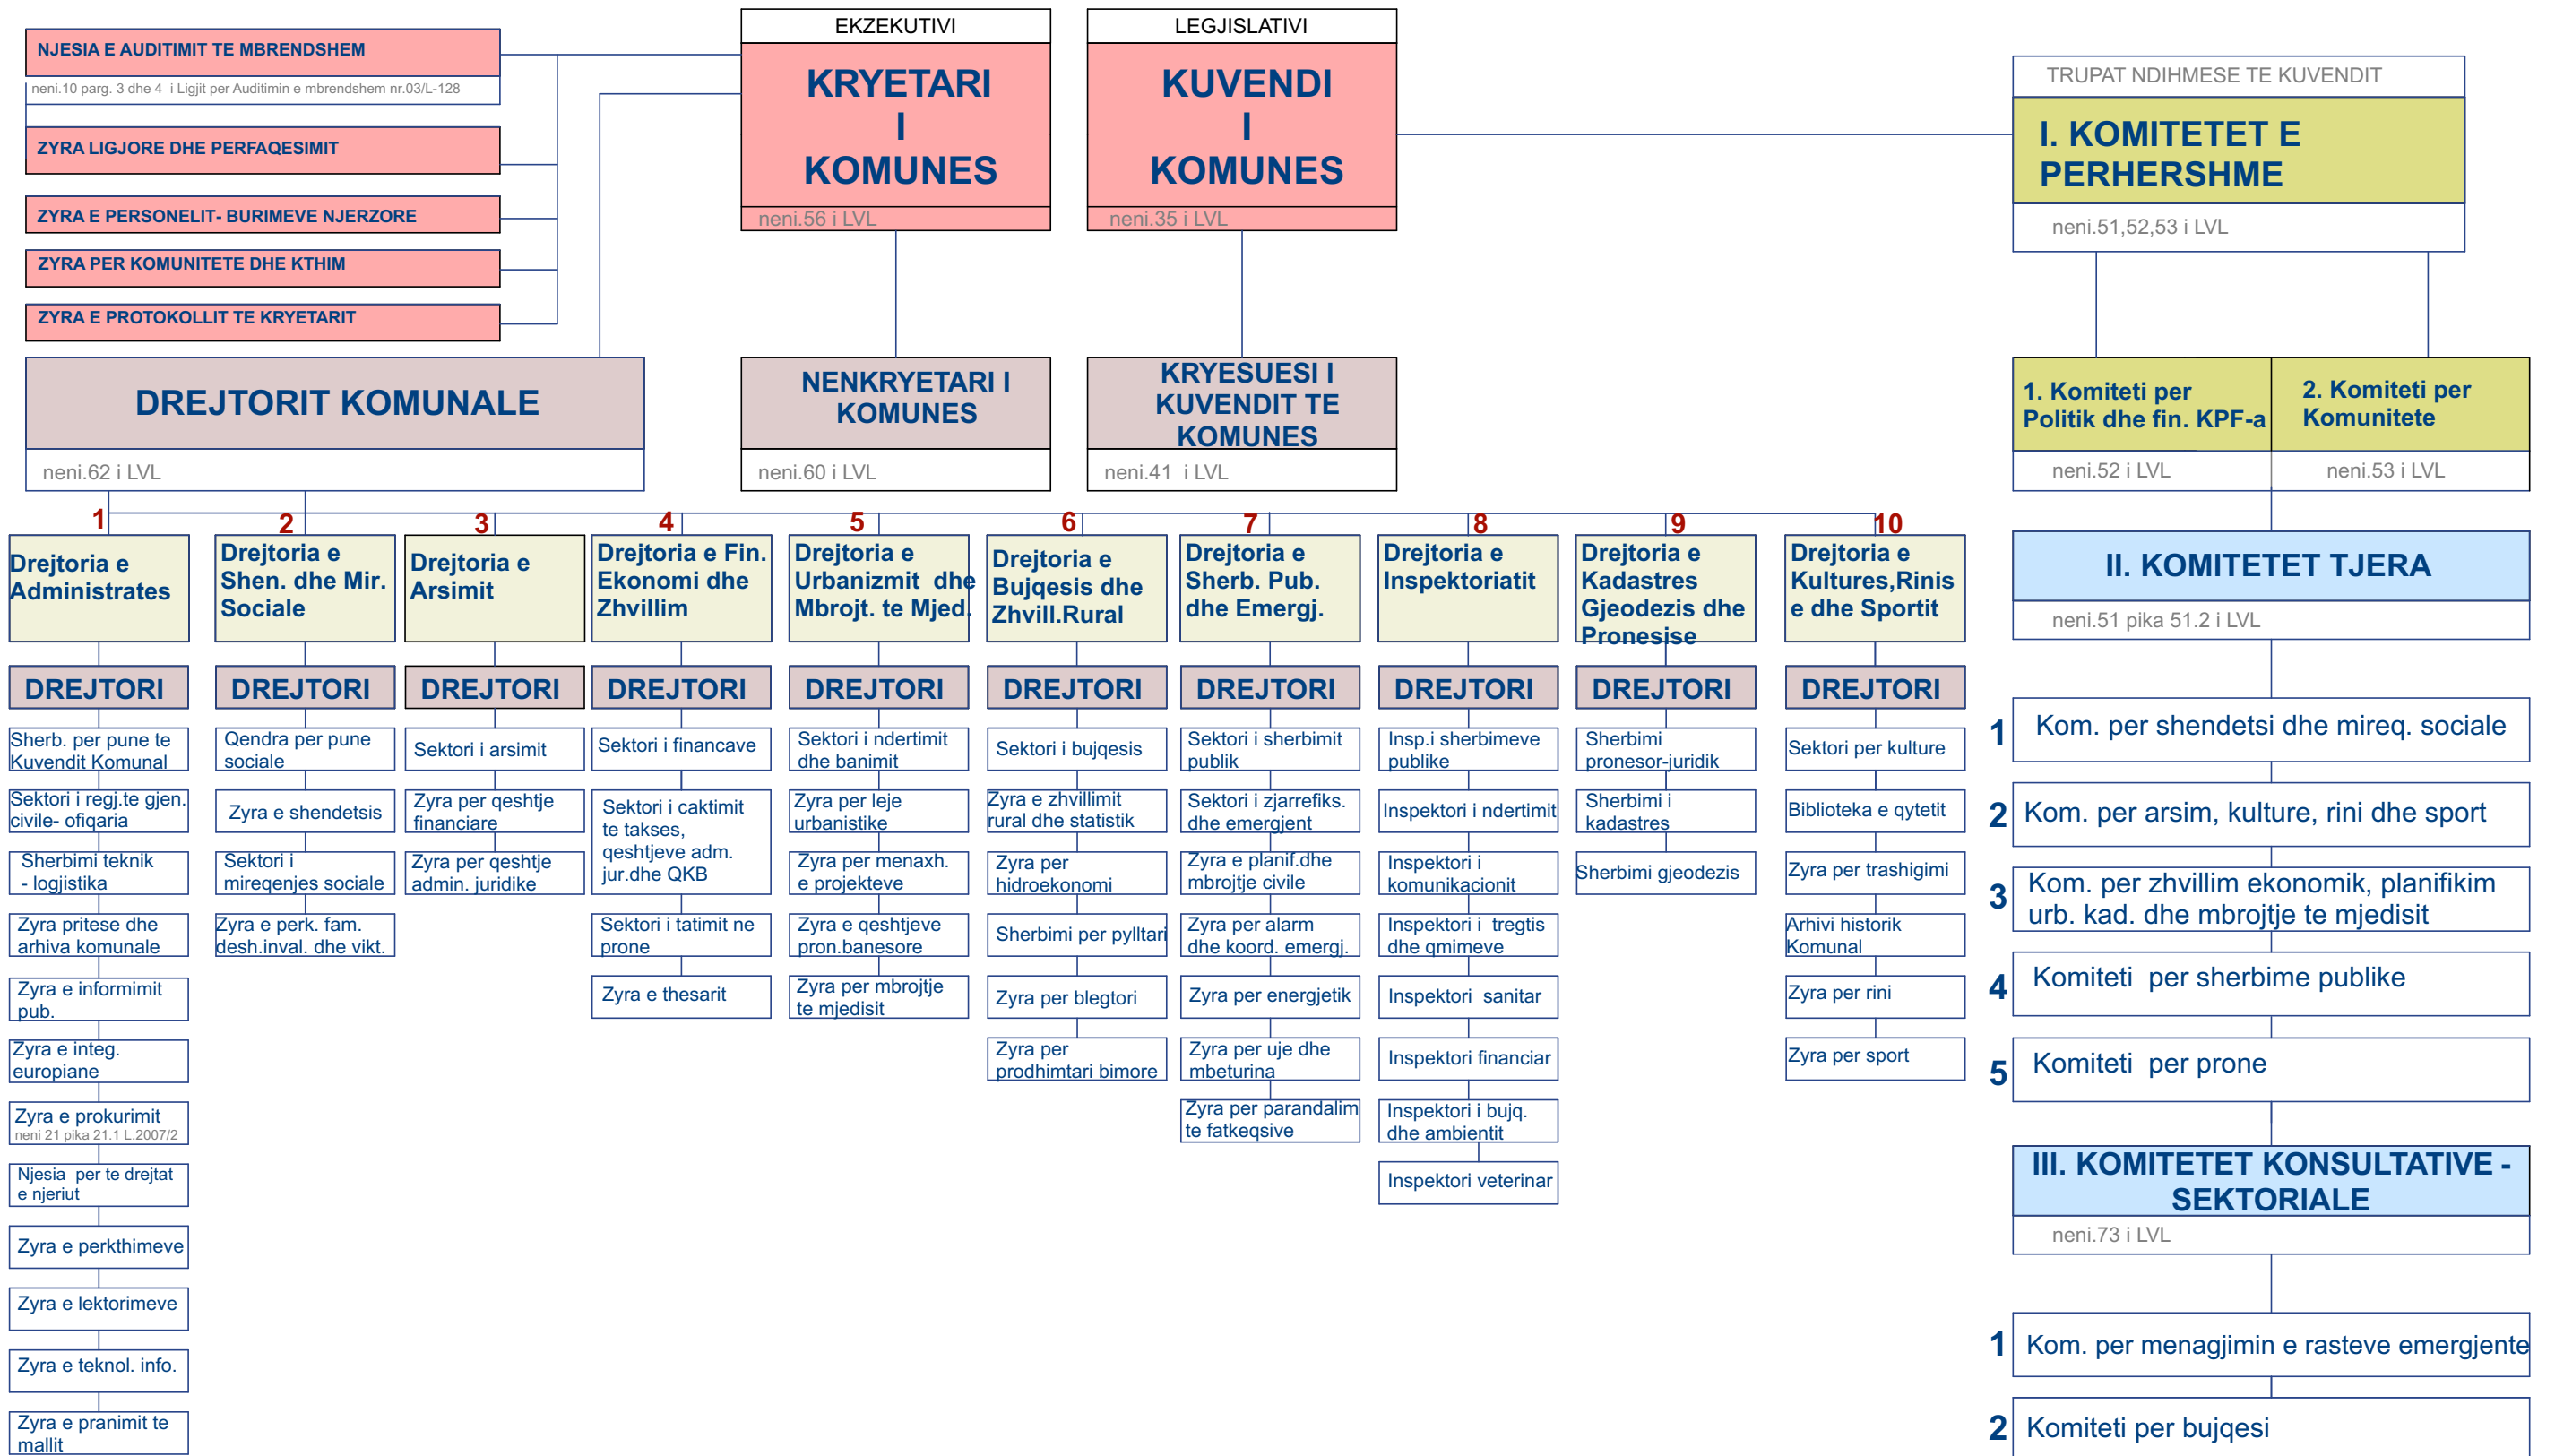 EKZEKUTIVI
KRYETARI
I
KOMUNES
neni.56 i LVL
LEGJISLATIVI
KUVENDI
I
KOMUNES
neni.35 i LVL
NJESIA E AUDITIMIT TE MBRENDSHEM
neni.10 parg. 3 dhe 4 i Ligjit per Auditimin e mbrendshem nr.03/L-128
ZYRA LIGJORE DHE PERFAQESIMIT
ZYRA E PERSONELIT- BURIMEVE NJERZORE
ZYRA PER KOMUNITETE DHE KTHIM
ZYRA E PROTOKOLLIT TE KRYETARIT
TRUPAT NDIHMESE TE KUVENDIT
I. KOMITETET E
PERHERSHME
neni.51,52,53 i LVL
DREJTORIT KOMUNALE
neni.62 i LVL
NENKRYETARI I
KOMUNES
neni.60 i LVL
KRYESUESI I
KUVENDIT TE
KOMUNES
neni.41 i LVL
1. Komiteti per
Politik dhe fin. KPF-a
neni.52 i LVL
2. Komiteti per
Komunitete
neni.53 i LVL
1
Drejtoria e
Administrates
DREJTORI
Sherb. per pune te
Kuvendit Komunal
Sektori i regj.te gjen.
civile- ofiqaria
Sherbimi teknik
- logjistika
Zyra pritese dhe
arhiva komunale
Zyra e informimit
pub.
Zyra e integ.
europiane
Zyra e prokurimit
neni 21 pika 21.1 L.2007/2
Njesia per te drejtat
e njeriut
Zyra e perkthimeve
Zyra e lektorimeve
Zyra e teknol. info.
Zyra e pranimit te
mallit
2
Drejtoria e
Shen. dhe Mir.
Sociale
DREJTORI
Qendra per pune
sociale
Zyra e shendetsis
Sektori i
mireqenjes sociale
Zyra e perk. fam.
desh.inval. dhe vikt.
3
Drejtoria e
Arsimit
DREJTORI
Sektori i arsimit
Zyra per qeshtje
financiare
Zyra per qeshtje
admin. juridike
4
Drejtoria e Fin.
Ekonomi dhe
Zhvillim
DREJTORI
Sektori i financave
Sektori i caktimit
te takses,
qeshtjeve adm.
jur.dhe QKB
Sektori i tatimit ne
prone
Zyra e thesarit
5
Drejtoria e
Urbanizmit dhe
Mbrojt. te Mjed.
DREJTORI
Sektori i ndertimit
dhe banimit
Zyra per leje
urbanistike
Zyra per menaxh.
e projekteve
Zyra e qeshtjeve
pron.banesore
Zyra per mbrojtje
te mjedisit
6
Drejtoria e
Bujqesis dhe
Zhvill.Rural
DREJTORI
Sektori i bujqesis
Zyra e zhvillimit
rural dhe statistik
Zyra per
hidroekonomi
Sherbimi per pylltari
Zyra per blegtori
Zyra per
prodhimtari bimore
7
Drejtoria e
Sherb. Pub.
dhe Emergj.
DREJTORI
Sektori i sherbimit
publik
Sektori i zjarrefiks.
dhe emergjent
Zyra e planif.dhe
mbrojtje civile
Zyra per alarm
dhe koord. emergj.
Zyra per energjetik
Zyra per uje dhe
mbeturina
Zyra per parandalim
te fatkeqsive
8
Drejtoria e
Inspektoriatit
DREJTORI
Insp.i sherbimeve
publike
Inspektori i ndertimit
Inspektori i
komunikacionit
Inspektori i tregtis
dhe qmimeve
Inspektori sanitar
Inspektori financiar
Inspektori i bujq.
dhe ambientit
Inspektori veterinar
9
Drejtoria e
Kadastres
Gjeodezis dhe
Pronesise
DREJTORI
Sherbimi
pronesor-juridik
Sherbimi i
kadastres
Sherbimi gjeodezis
10
Drejtoria e
Kultures,Rinis
e dhe Sportit
DREJTORI
Sektori per kulture
Biblioteka e qytetit
Zyra per trashigimi
Arhivi historik
Komunal
Zyra per rini
Zyra per sport
II. KOMITETET TJERA
neni.51 pika 51.2 i LVL
1 Kom. per shendetsi dhe mireq. sociale
2 Kom. per arsim, kulture, rini dhe sport
3 Kom. per zhvillim ekonomik, planifikim
urb. kad. dhe mbrojtje te mjedisit
4 Komiteti per sherbime publike
5 Komiteti per prone
III. KOMITETET KONSULTATIVE -
SEKTORIALE
neni.73 i LVL
1 Kom. per menagjimin e rasteve emergjente
2 Komiteti per bujqesi